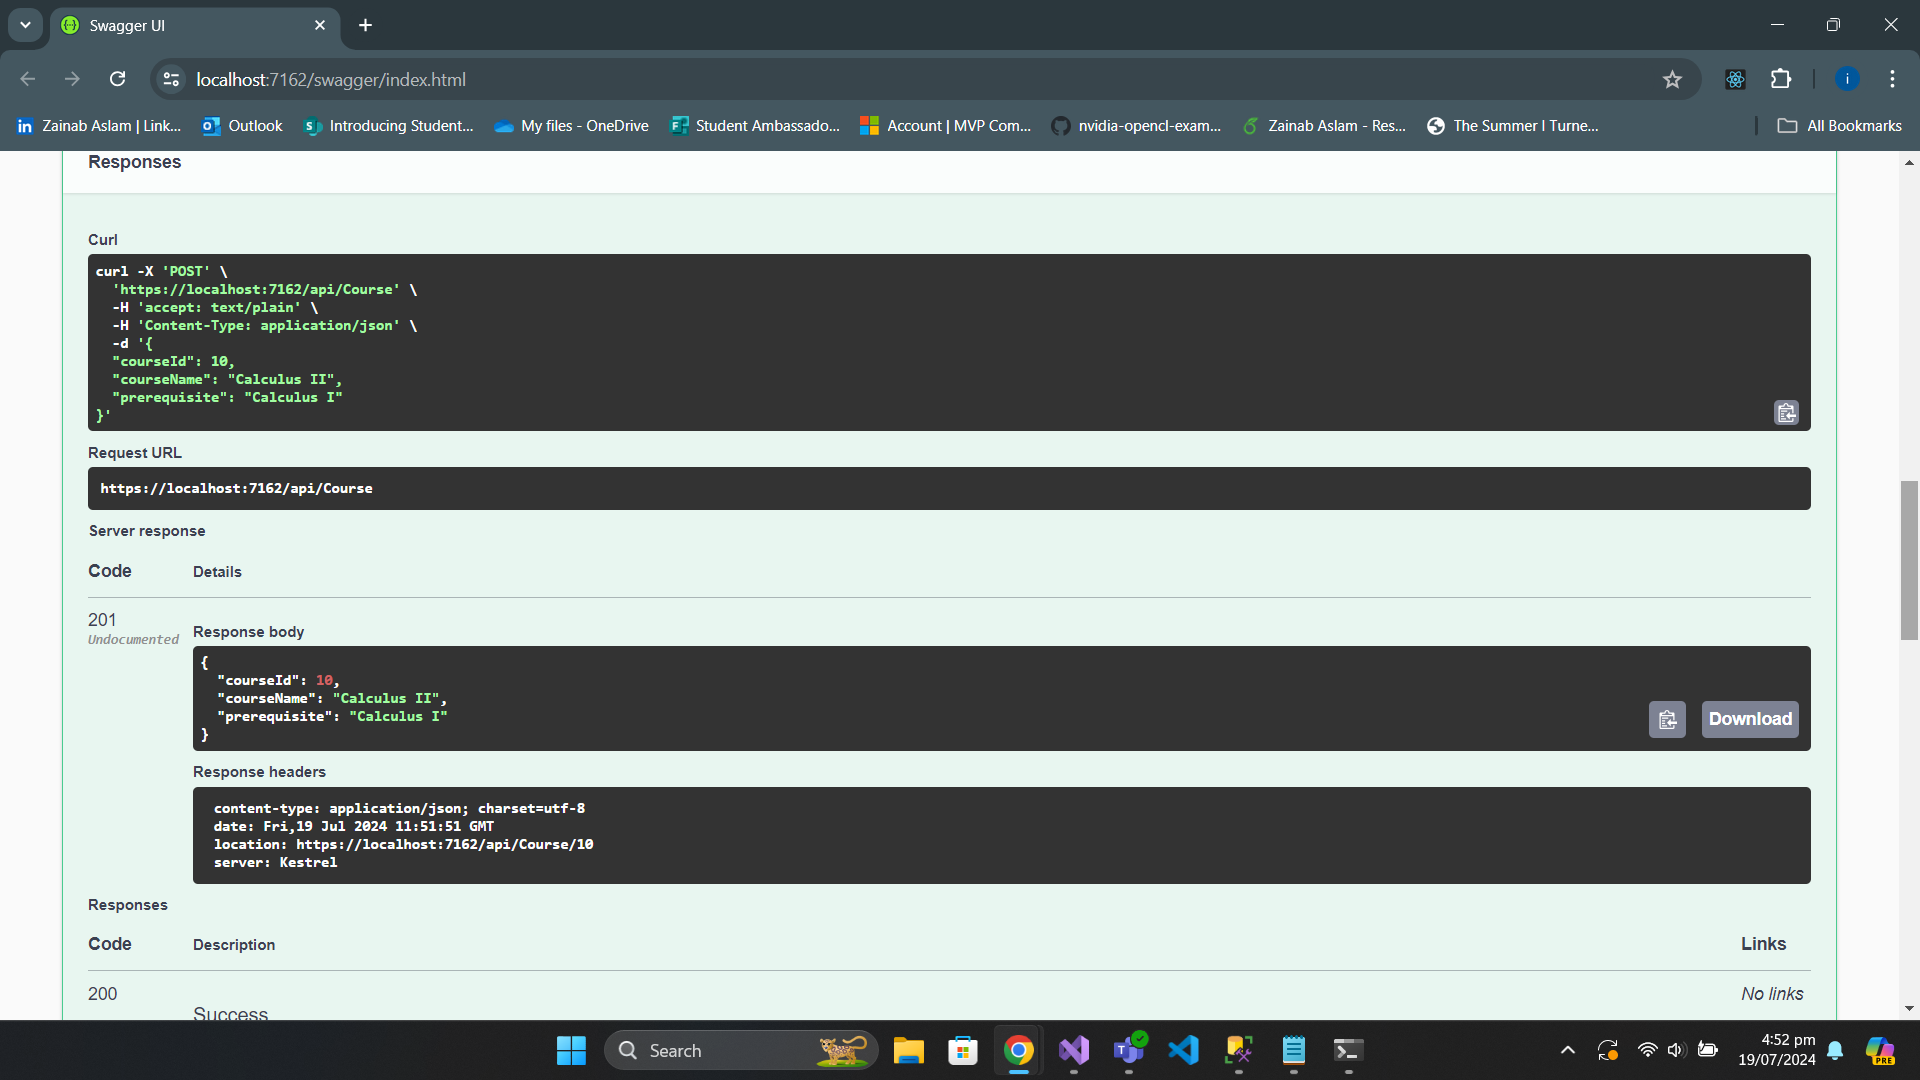 Swagger UI
localhost:7162/swagger/index.html
i
Zainab Aslam | Link...
Outlook
Introducing Student...
My files - OneDrive
Student Ambassado...
Account | MVP Com...
nvidia-opencl-exam...
Zainab Aslam - Res...
The Summer I Turne...
All Bookmarks
Responses
Curl
curl -X 'POST' \
'https://localhost:7162/api/Course' \
-H 'accept: text/plain' \
-H 'Content-Type: application/json' \
-d '{
"courseId": 10,
"courseName": "Calculus II",
"prerequisite": "Calculus I"
}'
Request URL
https://localhost:7162/api/Course
Server response
Code Details
201
Undocumented
Response body
{
"courseId": 10,
"courseName": "Calculus II",
"prerequisite": "Calculus I"
}
Download
Response headers
content-type: application/json; charset=utf-8
date: Fri,19 Jul 2024 11:51:51 GMT
location: https://localhost:7162/api/Course/10
server: Kestrel
Responses
Code Description Links
200 No links
Success
Search
4:52 pm
19/07/2024
PRE